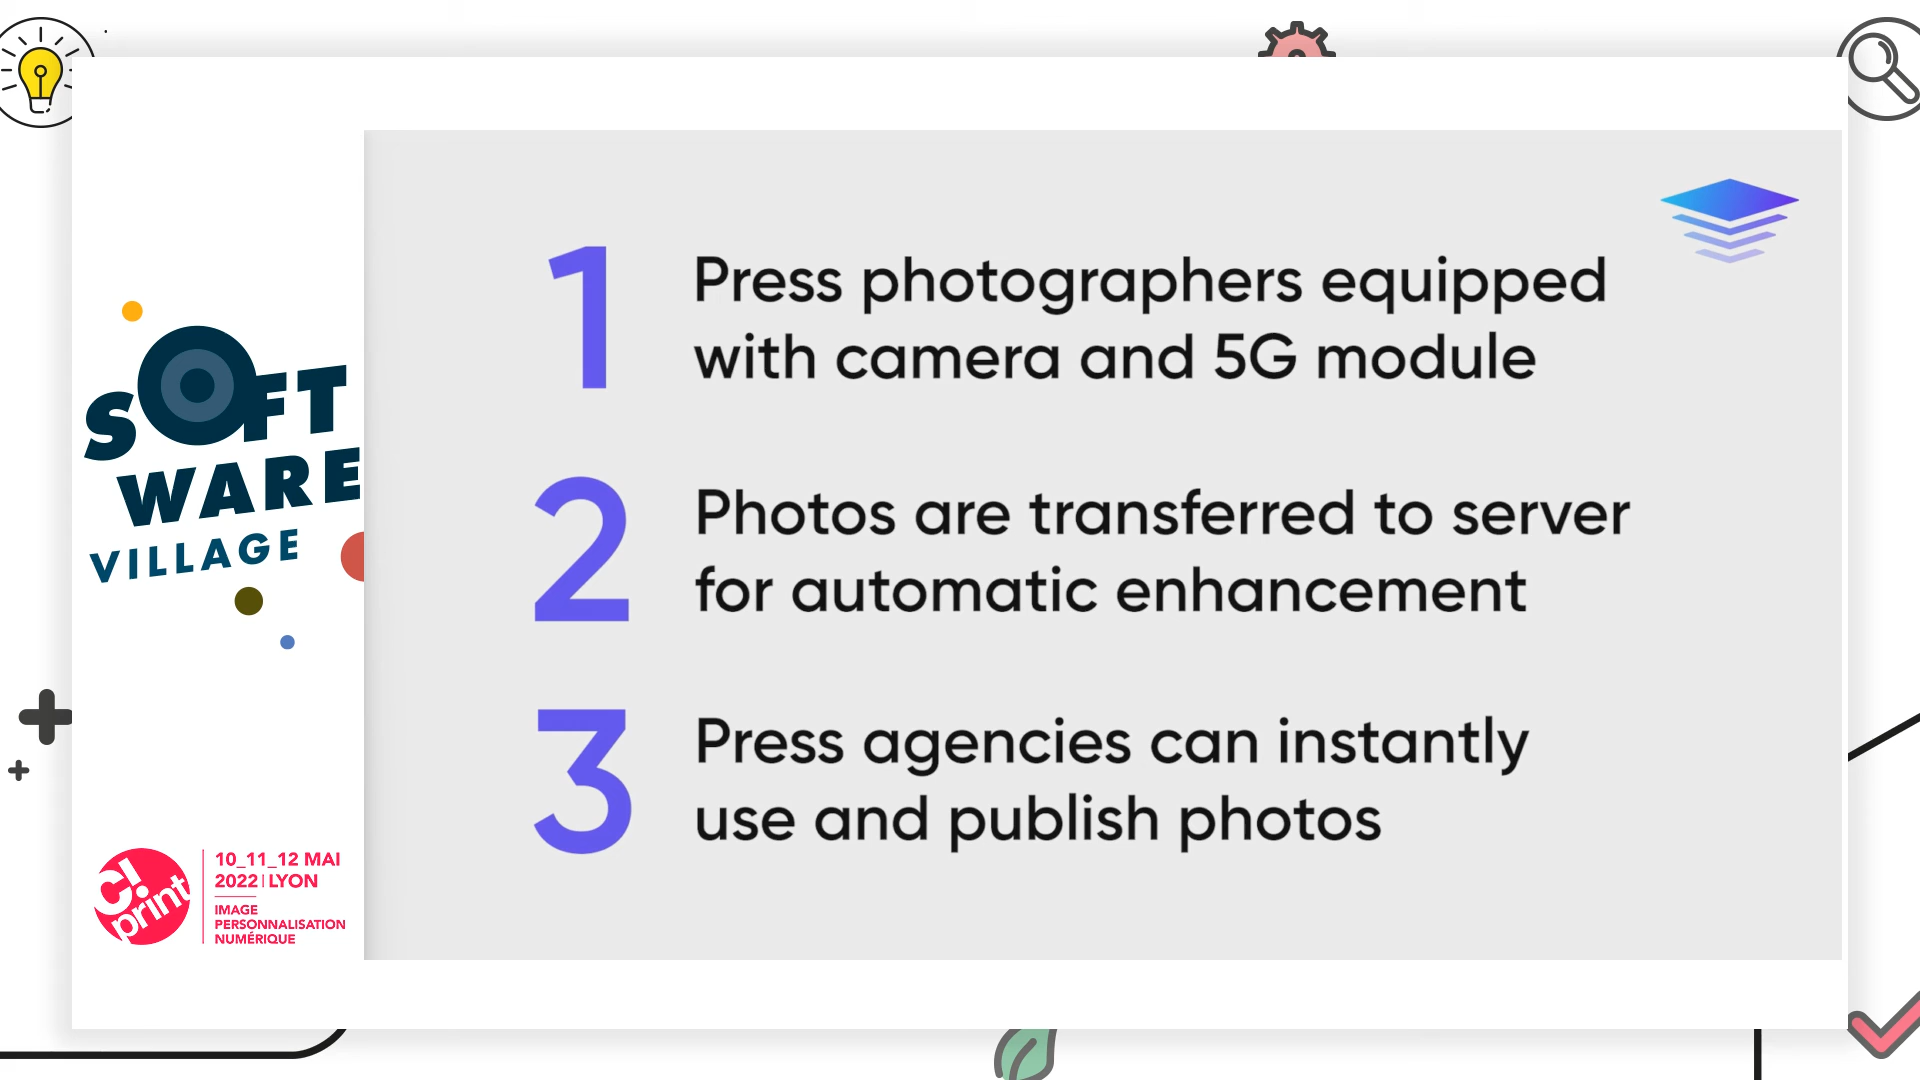 SOFT
WARE
VILLAGE
C!print
10_11_12 MAI
2022 | LYON
IMAGE
PERSONNALISATION
NUMÉRIQUE
1
Press photographers equipped
with camera and 5G module
2
Photos are transferred to server
for automatic enhancement
3
Press agencies can instantly
use and publish photos